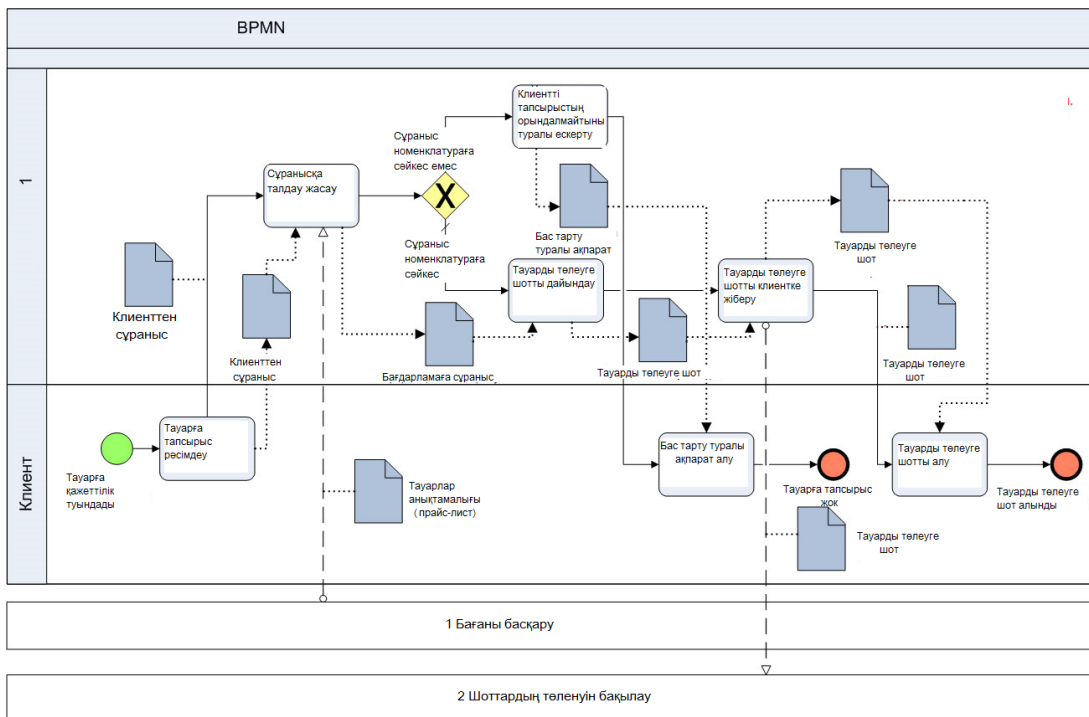 BPMN
1
Клиентті
тапсырыстың
орындалмайтыны
туралы ескерту
Сұраныс
номенклатураға
сәйкес емес
Сұранысқа
талдау жасау
X
Бас тарту
туралы ақпарат
Тауарды төлеуге
шот
Сұраныс
номенклатураға
сәйкес
Тауарды төлеуге
шотты дайындау
Тауарды төлеуге
шотты клиентке
жіберу
Клиенттен
сұраныс
Клиенттен
сұраныс
Бағдарламаға сұраныс
Тауарды төлеуге шот
Тауарды төлеуге
шот
Клиент
Тауарға
тапсырыс
ресімдеу
Тауарға
қажеттілік
туындады
Бас тарту туралы
ақпарат алу
Тауарды төлеуге
шотты алу
Тауарға тапсырыс
жок
Тауарды төлеуге
шот алынды
Тауарлар
анықтамалығы
(прайс-лист)
Тауарды төлеуге
шот
1 Бағаны басқару
2 Шоттардың төленуін бақылау